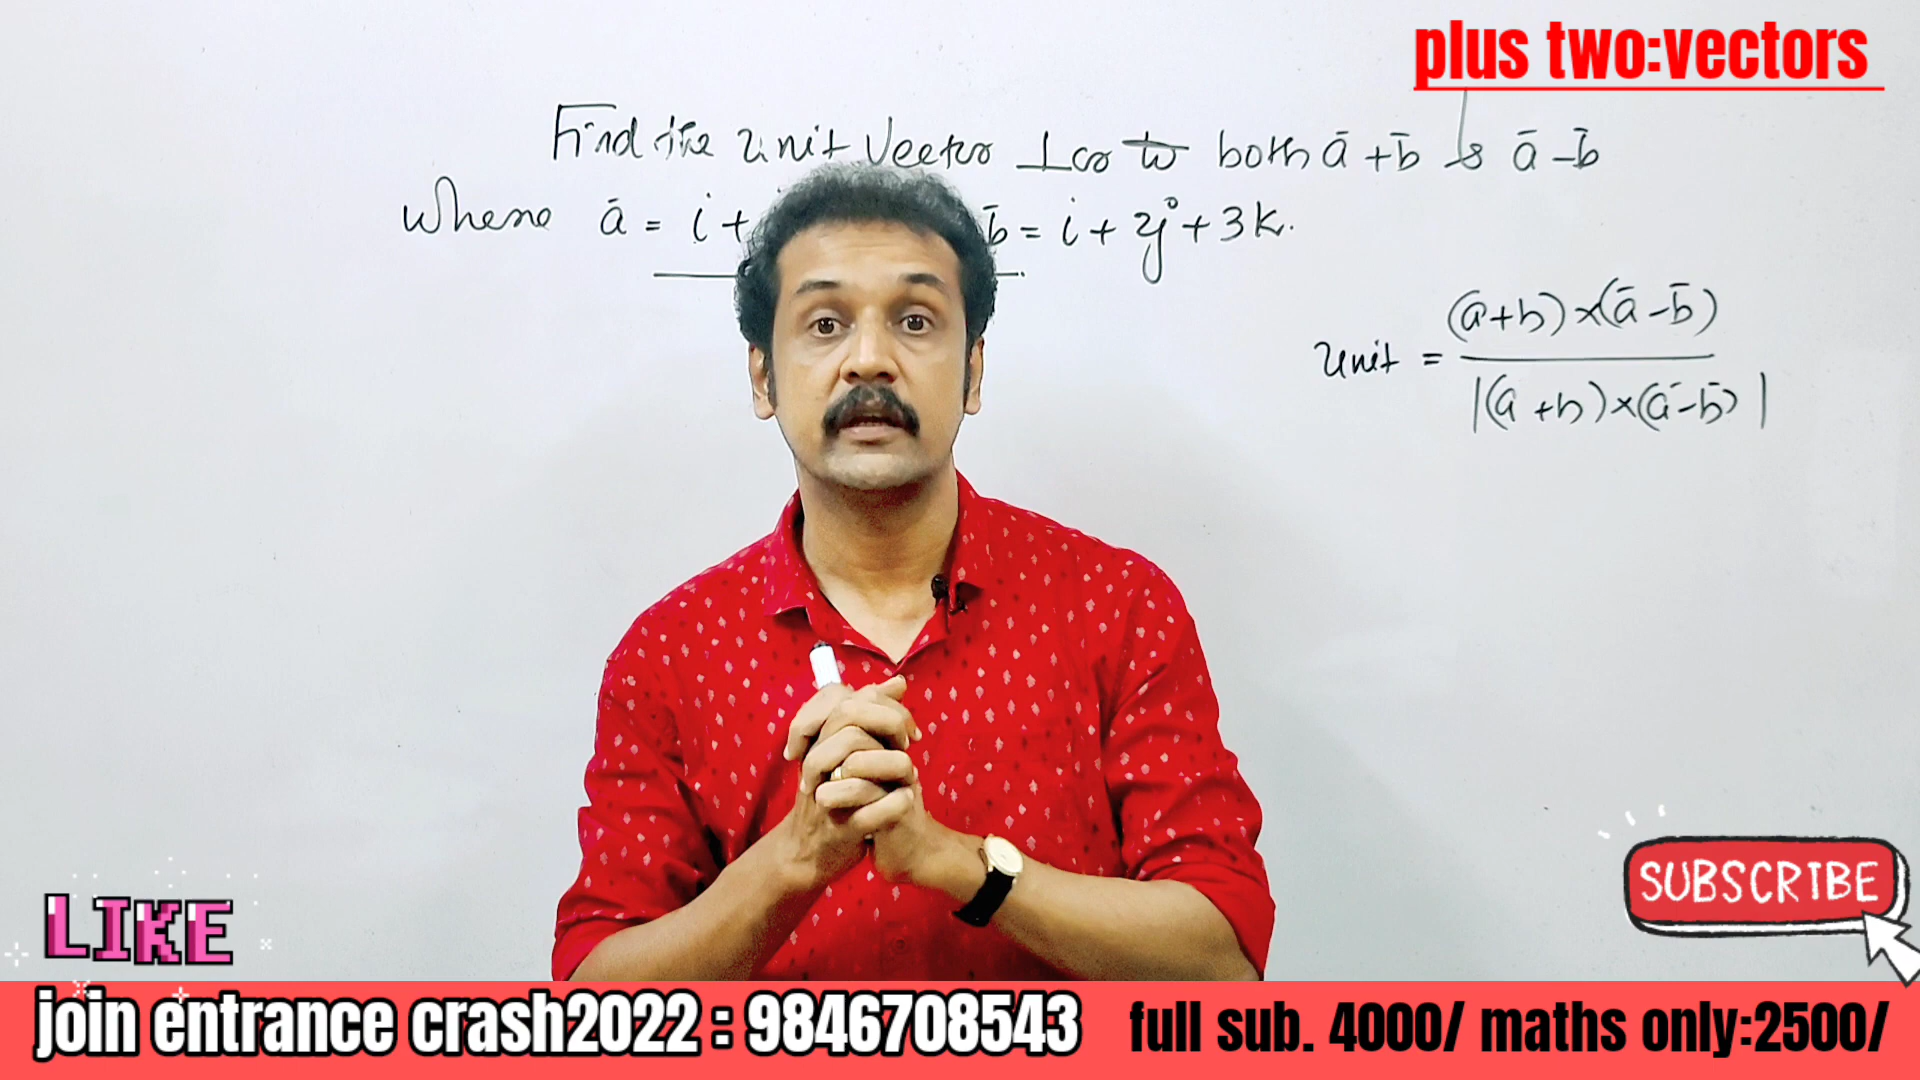 plus two:vectors
Find the unit Vector ⊥cr to both ā + b̄ & ā - b̄
where ā = i + b̄ = i + 2j + 3k.
(ā+b) × (ā - b̄)
unit =
|(ā + b) × (ā - b̄)|
SUBSCRIBE
LIKE
join entrance crash2022 : 9846708543 full sub. 4000/ maths only:2500/